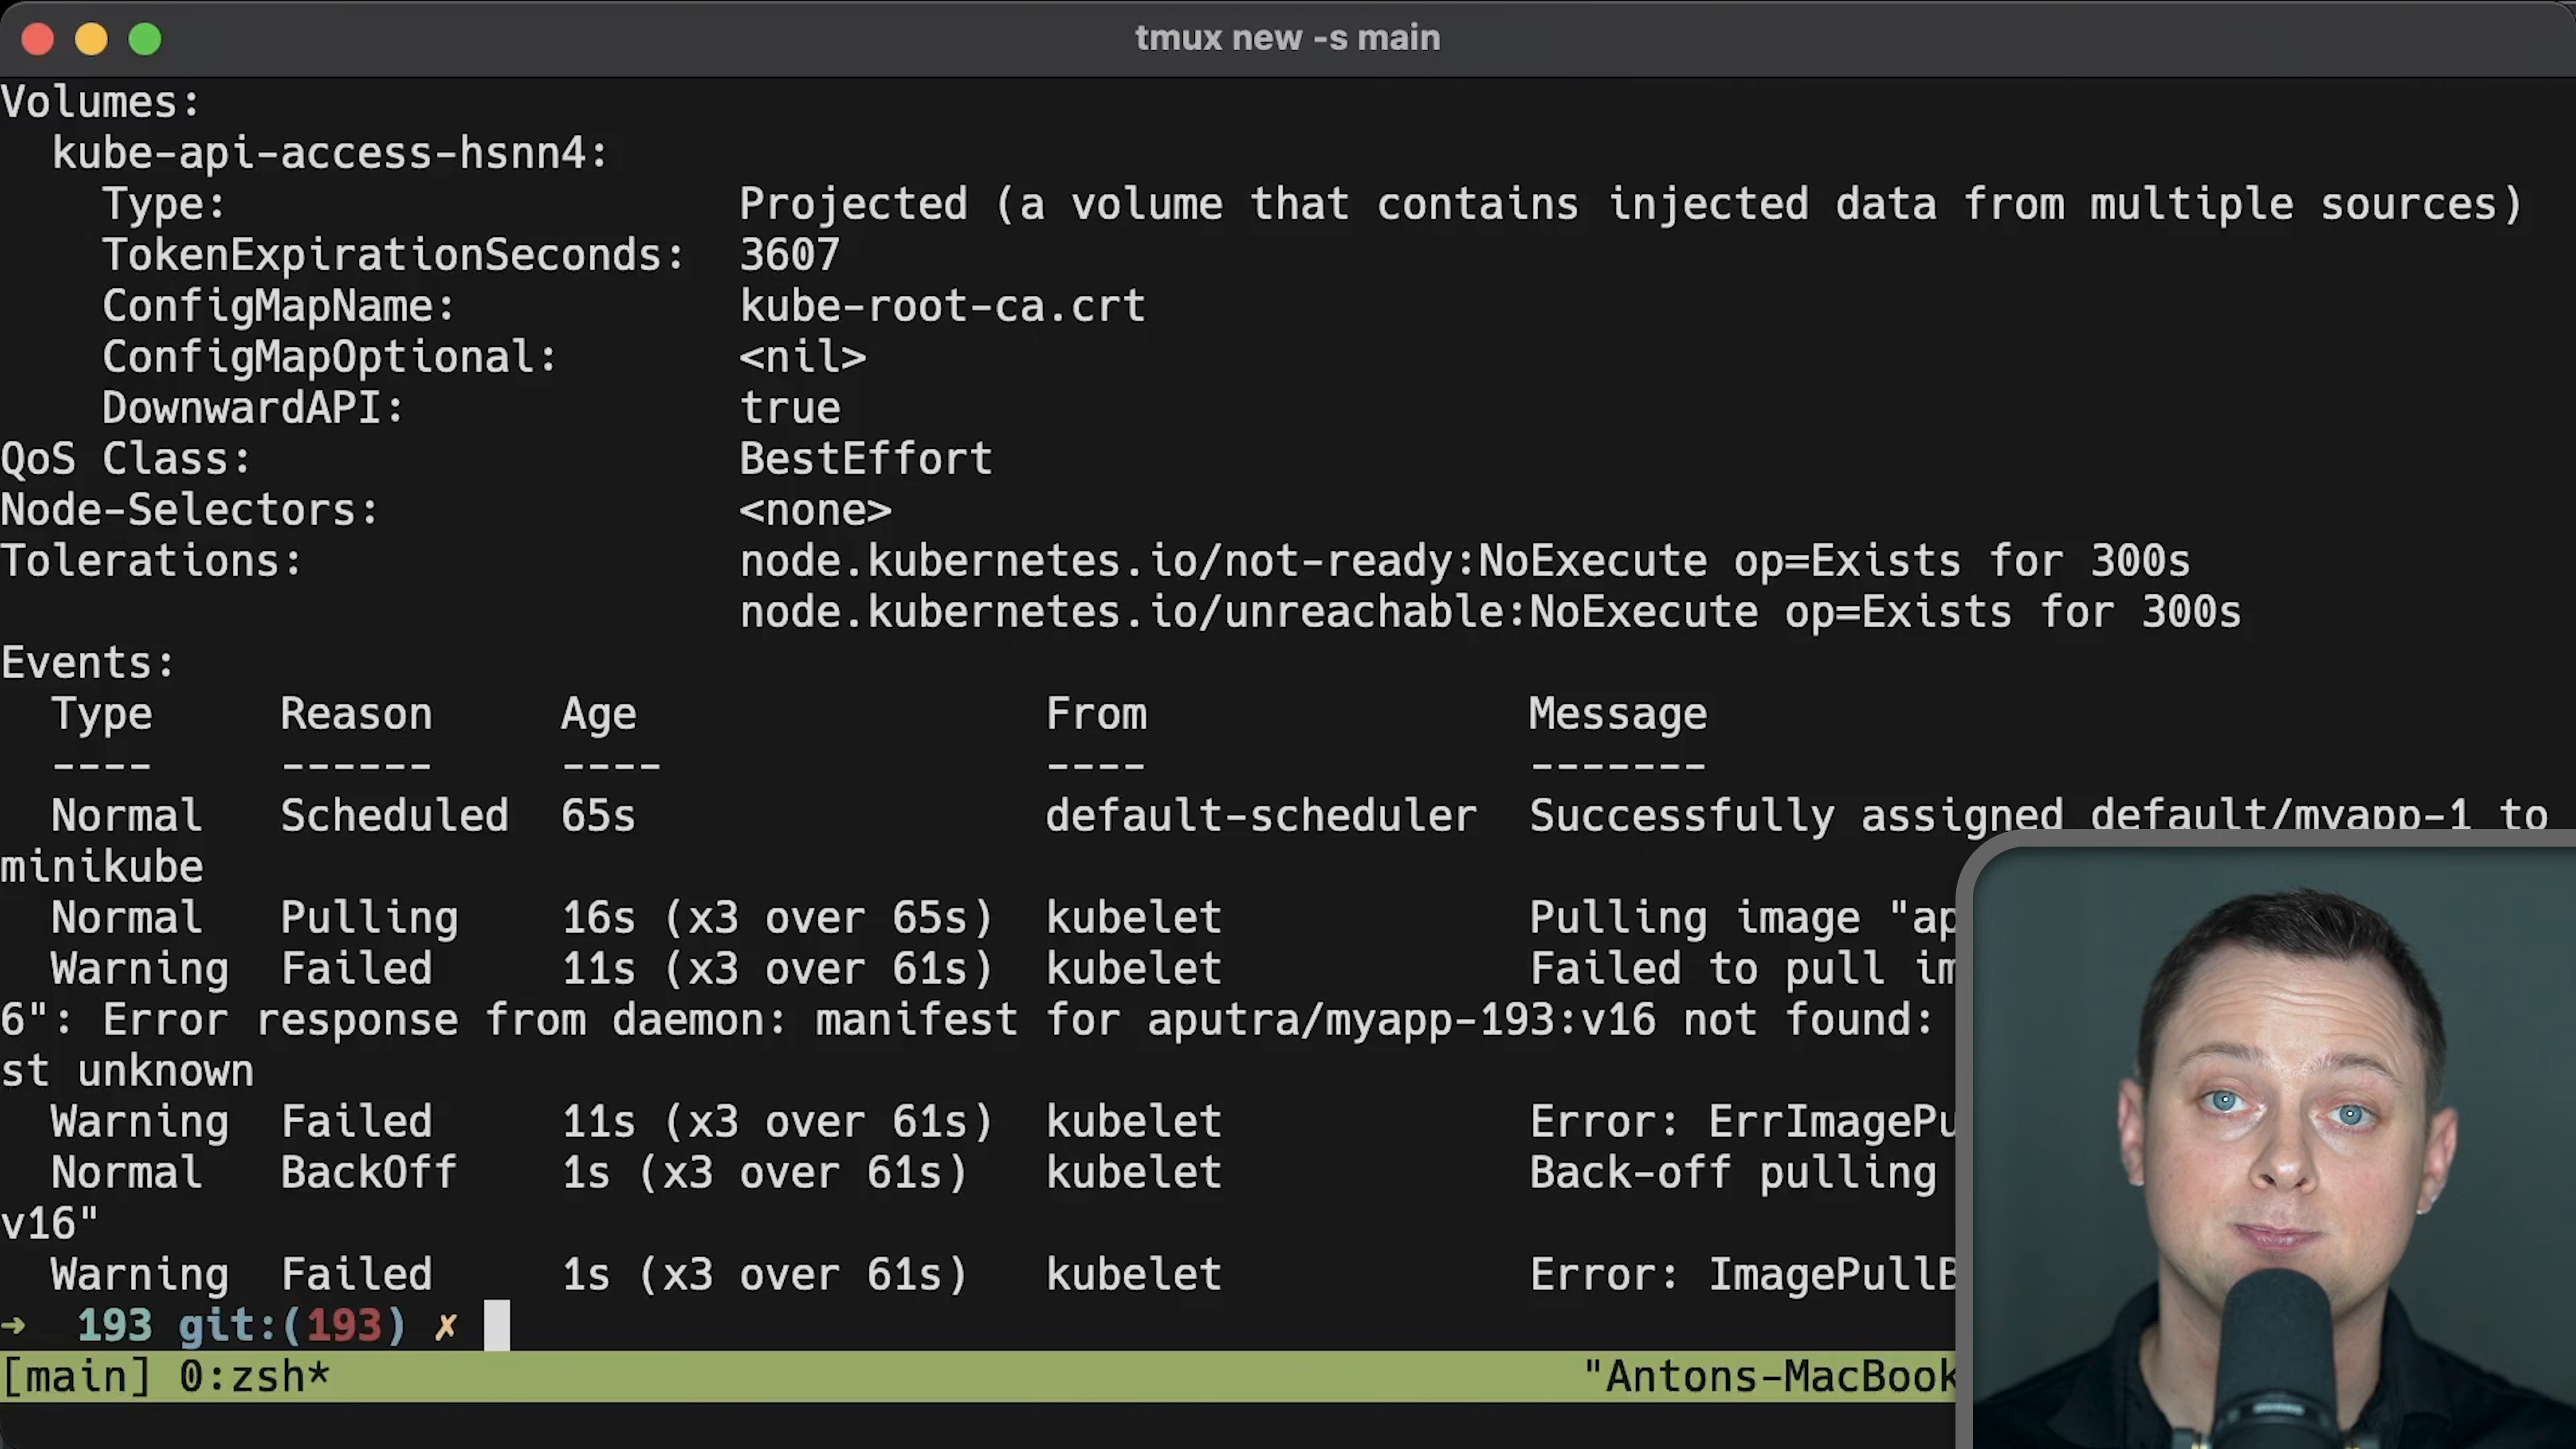 tmux new -s main
Volumes:
kube-api-access-hsnn4:
Type: Projected (a volume that contains injected data from multiple sources)
TokenExpirationSeconds: 3607
ConfigMapName: kube-root-ca.crt
ConfigMapOptional: <nil>
DownwardAPI: true
QoS Class: BestEffort
Node-Selectors: <none>
Tolerations: node.kubernetes.io/not-ready:NoExecute op=Exists for 300s
node.kubernetes.io/unreachable:NoExecute op=Exists for 300s
Events:
Type Reason Age From Message
---- ------ ---- ---- -------
Normal Scheduled 65s default-scheduler Successfully assigned default/myapp-1 to
minikube
Normal Pulling 16s (x3 over 65s) kubelet Pulling image "ap
Warning Failed 11s (x3 over 61s) kubelet Failed to pull im
6": Error response from daemon: manifest for aputra/myapp-193:v16 not found:
st unknown
Warning Failed 11s (x3 over 61s) kubelet Error: ErrImagePu
Normal BackOff 1s (x3 over 61s) kubelet Back-off pulling
v16"
Warning Failed 1s (x3 over 61s) kubelet Error: ImagePullB
→ 193 git:(193) ✗
[main] 0:zsh* "Antons-MacBook